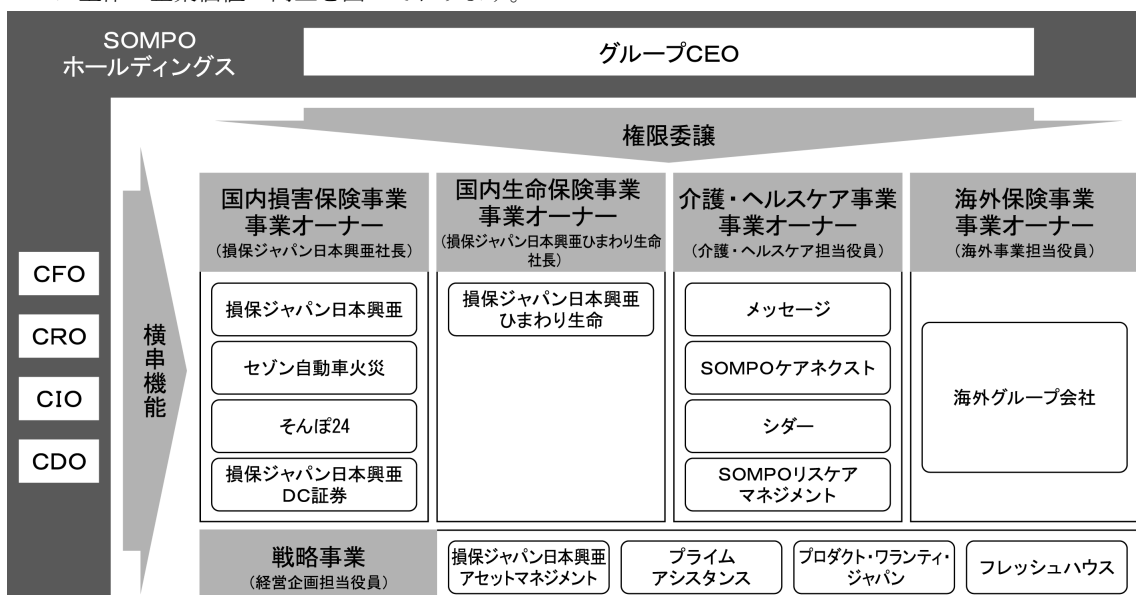 SOMPO
ホールディングス
グループCEO
権限委譲
CFO
CRO
CIO
CDO
横串機能
国内損害保険事業
事業オーナー
(損保ジャパン日本興亜社長)
損保ジャパン日本興亜
セゾン自動車火災
そんぽ24
損保ジャパン日本興亜
DC証券
国内生命保険事業
事業オーナー
(損保ジャパン日本興亜ひまわり生命
社長)
損保ジャパン日本興亜
ひまわり生命
介護・ヘルスケア事業
事業オーナー
(介護・ヘルスケア担当役員)
メッセージ
SOMPOケアネクスト
シダー
SOMPOリスケア
マネジメント
海外保険事業
事業オーナー
(海外事業担当役員)
海外グループ会社
戦略事業
(経営企画担当役員)
損保ジャパン日本興亜
アセットマネジメント
プライム
アシスタンス
プロダクト・ワランティ・
ジャパン
フレッシュハウス